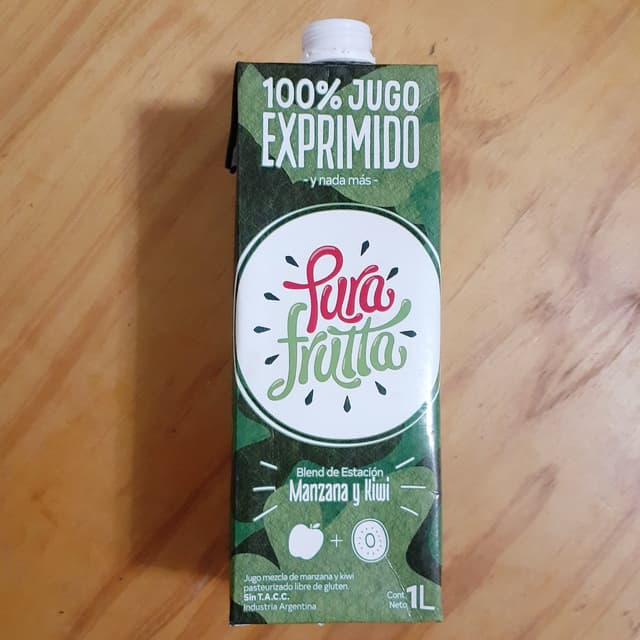 100% JUGO
EXPRIMIDO
- y nada más -
Pura
frutta
Blend de Estación
Manzana y Kiwi
+
Jugo mezcla de manzana y kiwi
pasteurizado libre de gluten.
Sin T.A.C.C.
Industria Argentina
Cont.
Neto 1L